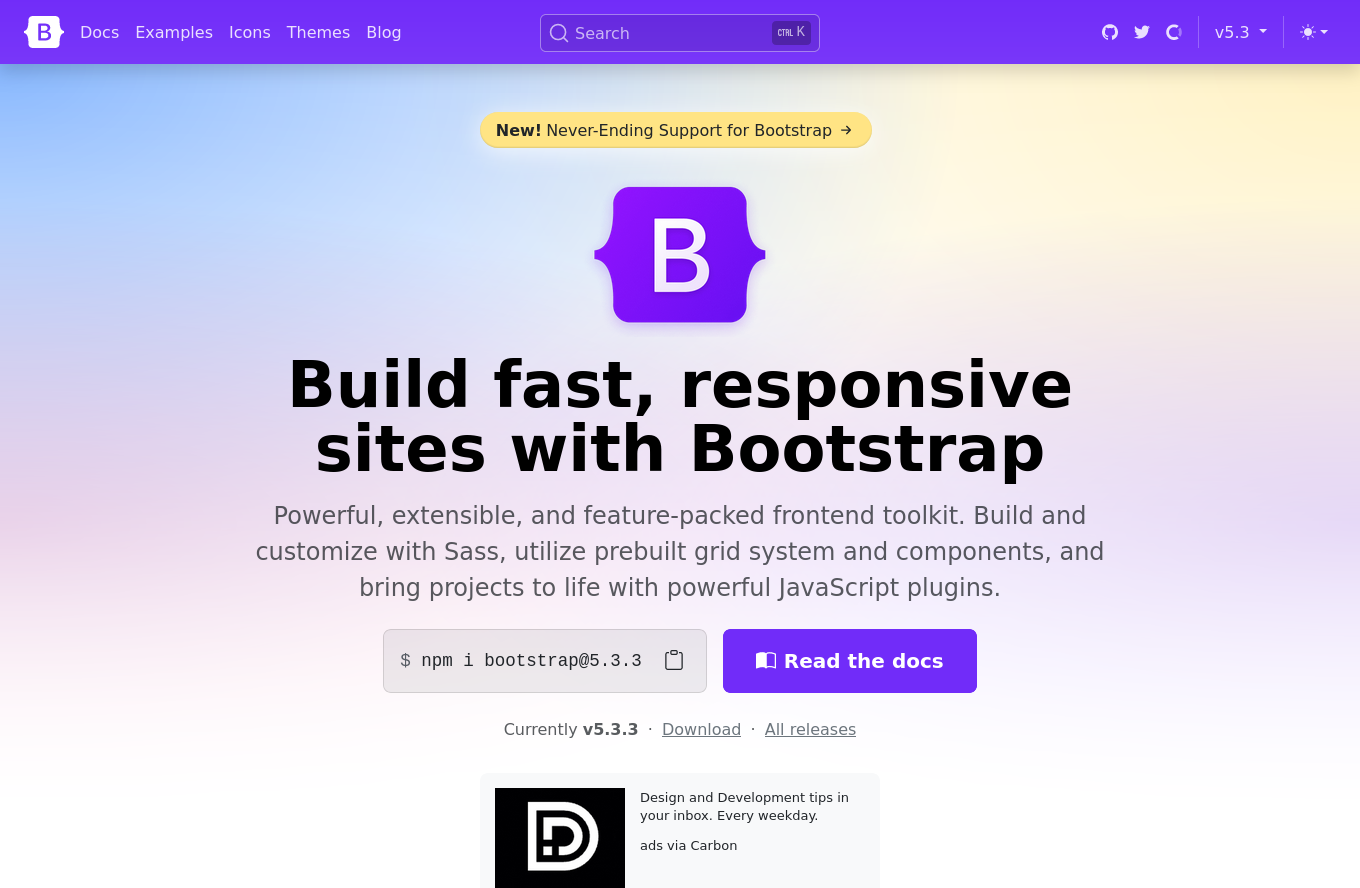 B Docs Examples Icons Themes Blog Search CTRL K v5.3
New! Never-Ending Support for Bootstrap →
B
Build fast, responsive
sites with Bootstrap
Powerful, extensible, and feature-packed frontend toolkit. Build and
customize with Sass, utilize prebuilt grid system and components, and
bring projects to life with powerful JavaScript plugins.
$ npm i bootstrap@5.3.3 Read the docs
Currently v5.3.3 · Download · All releases
Design and Development tips in
your inbox. Every weekday.
ads via Carbon